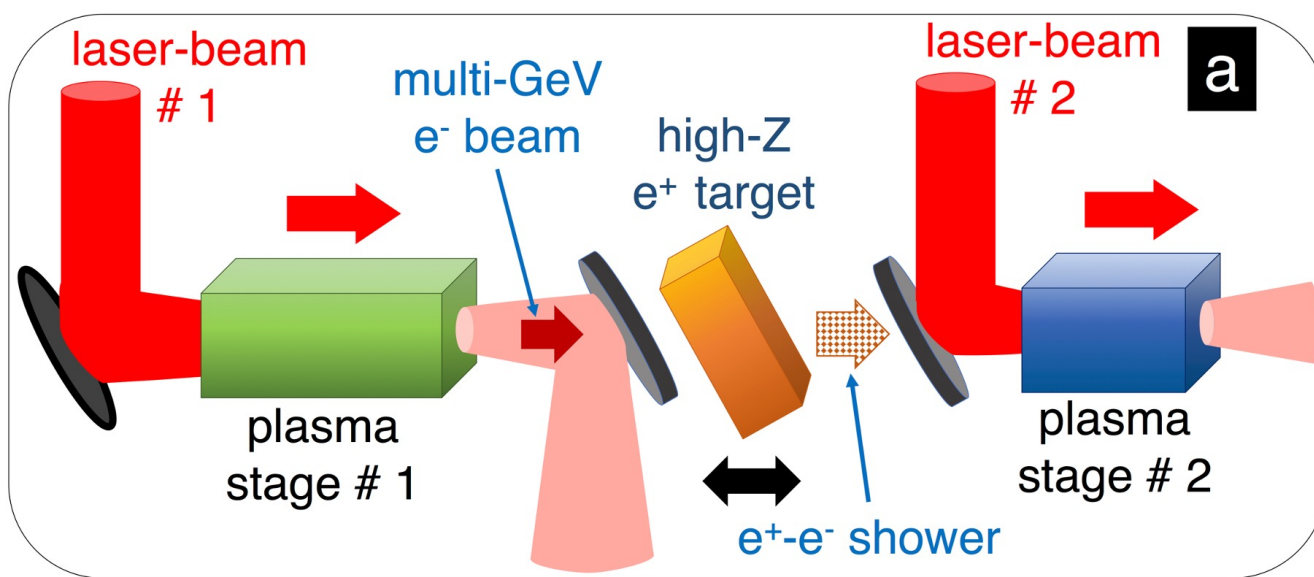 laser-beam
# 1
multi-GeV
e⁻ beam
high-Z
e⁺ target
laser-beam
# 2
a
plasma
stage # 1
e⁺-e⁻ shower
plasma
stage # 2